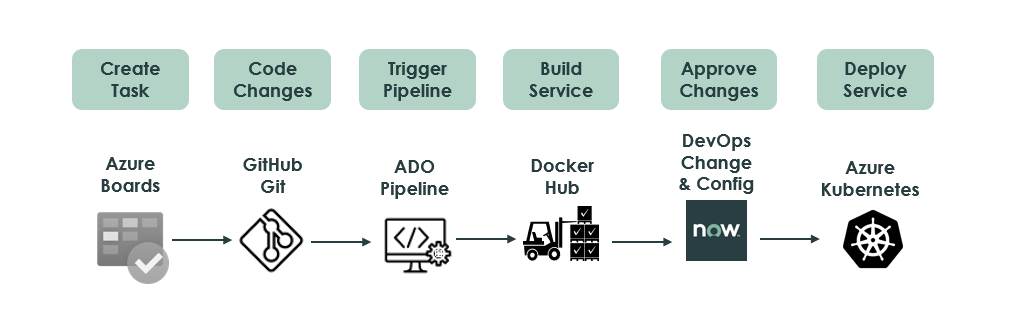 Create
Task
Code
Changes
Trigger
Pipeline
Build
Service
Approve
Changes
Deploy
Service
Azure
Boards
GitHub
Git
ADO
Pipeline
Docker
Hub
DevOps
Change
& Config
Azure
Kubernetes
</>
now.